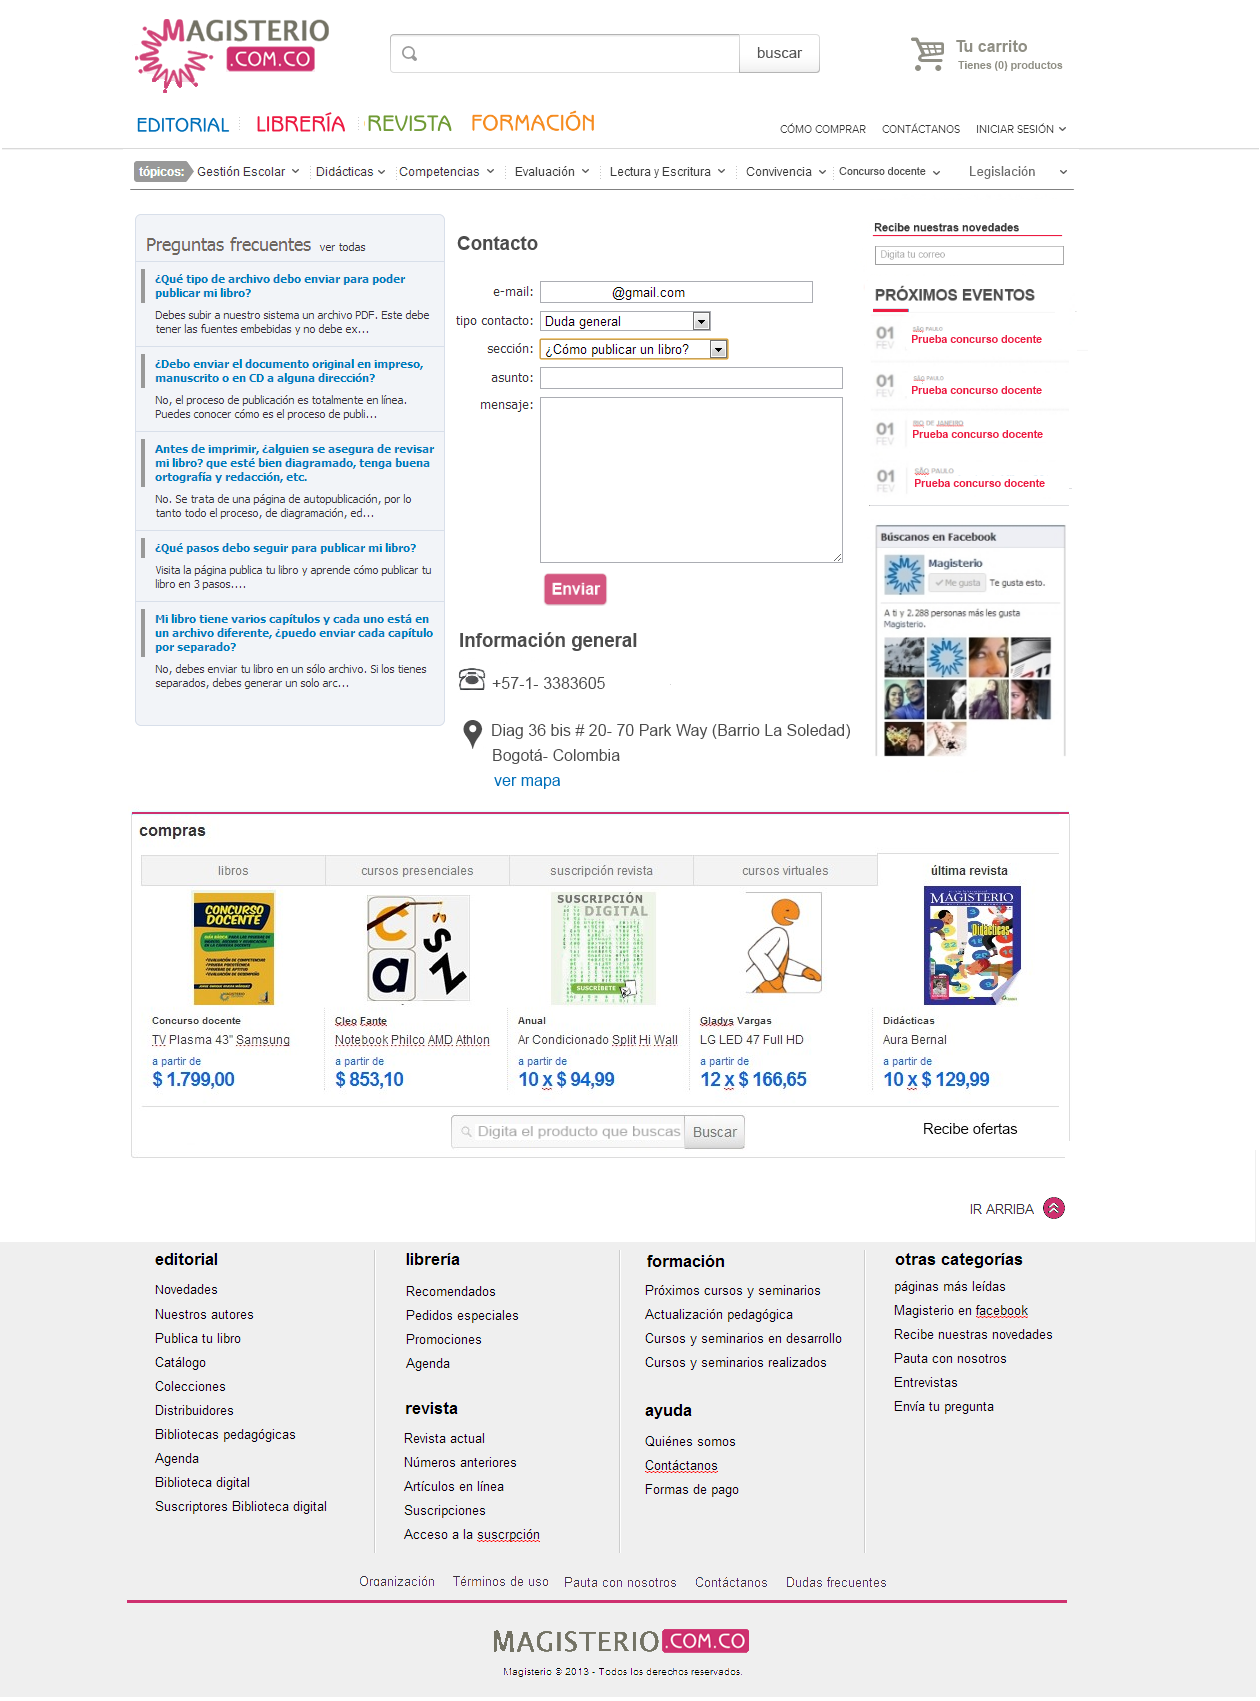 MAGISTERIO
.COM.CO
buscar
Tu carrito
Tienes (0) productos
EDITORIAL
LIBRERÍA
REVISTA
FORMACIÓN
CÓMO COMPRAR
CONTÁCTANOS
INICIAR SESIÓN
tópicos:
Gestión Escolar
Didácticas
Competencias
Evaluación
Lectura y Escritura
Convivencia
Concurso docente
Legislación
Preguntas frecuentes ver todas
¿Qué tipo de archivo debo enviar para poder
publicar mi libro?
Debes subir a nuestro sistema un archivo PDF. Este debe
tener las fuentes embebidas y no debe ex...
¿Debo enviar el documento original en impreso,
manuscrito o en CD a alguna dirección?
No, el proceso de publicación es totalmente en línea.
Puedes conocer cómo es el proceso de publi...
Antes de imprimir, ¿alguien se asegura de revisar
mi libro? que esté bien diagramado, tenga buena
ortografía y redacción, etc.
No. Se trata de una página de autopublicación, por lo
tanto todo el proceso, de diagramación, ed...
¿Qué pasos debo seguir para publicar mi libro?
Visita la página publica tu libro y aprende cómo publicar tu
libro en 3 pasos....
Mi libro tiene varios capítulos y cada uno está en
un archivo diferente, ¿puedo enviar cada capítulo
por separado?
No, debes enviar tu libro en un sólo archivo. Si los tienes
separados, debes generar un solo arc...
Contacto
e-mail: @gmail.com
tipo contacto: Duda general
sección: ¿Cómo publicar un libro?
asunto:
mensaje:
Enviar
Información general
+57-1- 3383605
Diag 36 bis # 20- 70 Park Way (Barrio La Soledad)
Bogotá- Colombia
ver mapa
Recibe nuestras novedades
Digita tu correo
PRÓXIMOS EVENTOS
01 SÃO PAULO
FEV Prueba concurso docente
01 SÃO PAULO
FEV Prueba concurso docente
01 RIO DE JANEIRO
FEV Prueba concurso docente
01 SÃO PAULO
FEV Prueba concurso docente
Búscanos en Facebook
Magisterio
Me gusta Te gusta esto.
A ti y 2.288 personas más les gusta
Magisterio.
compras
libros
cursos presenciales
suscripción revista
cursos virtuales
última revista
CONCURSO
DOCENTE
SUSCRIPCIÓN
DIGITAL
SUSCRÍBETE
MAGISTERIO
Didácticas
Concurso docente
TV Plasma 43" Samsung
a partir de
$ 1.799,00
Cleo Fante
Notebook Philco AMD Athlon
a partir de
$ 853,10
Anual
Ar Condicionado Split Hi Wall
a partir de
10 x $ 94,99
Gladys Vargas
LG LED 47 Full HD
a partir de
12 x $ 166,65
Didácticas
Aura Bernal
a partir de
10 x $ 129,99
Digita el producto que buscas
Buscar
Recibe ofertas
IR ARRIBA
editorial
Novedades
Nuestros autores
Publica tu libro
Catálogo
Colecciones
Distribuidores
Bibliotecas pedagógicas
Agenda
Biblioteca digital
Suscriptores Biblioteca digital
librería
Recomendados
Pedidos especiales
Promociones
Agenda
revista
Revista actual
Números anteriores
Artículos en línea
Suscripciones
Acceso a la suscrpción
formación
Próximos cursos y seminarios
Actualización pedagógica
Cursos y seminarios en desarrollo
Cursos y seminarios realizados
ayuda
Quiénes somos
Contáctanos
Formas de pago
otras categorías
páginas más leídas
Magisterio en facebook
Recibe nuestras novedades
Pauta con nosotros
Entrevistas
Envía tu pregunta
Organización
Términos de uso
Pauta con nosotros
Contáctanos
Dudas frecuentes
MAGISTERIO.COM.CO
Magisterio © 2013 - Todos los derechos reservados.